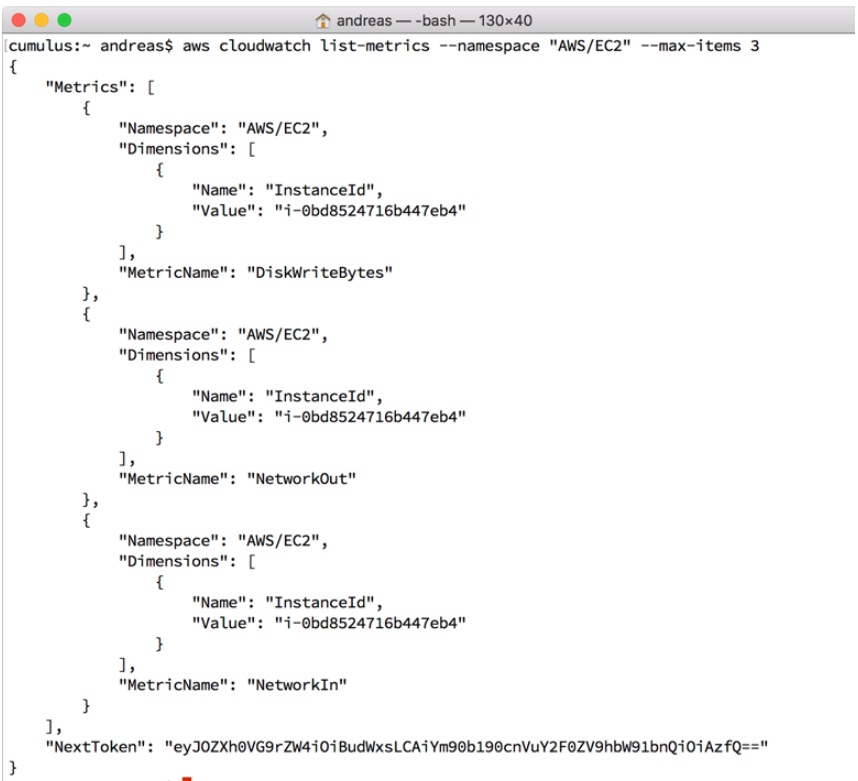 andreas — -bash — 130×40
[cumulus:~ andreas$ aws cloudwatch list-metrics --namespace "AWS/EC2" --max-items 3
{
    "Metrics": [
        {
            "Namespace": "AWS/EC2",
            "Dimensions": [
                {
                    "Name": "InstanceId",
                    "Value": "i-0bd8524716b447eb4"
                }
            ],
            "MetricName": "DiskWriteBytes"
        },
        {
            "Namespace": "AWS/EC2",
            "Dimensions": [
                {
                    "Name": "InstanceId",
                    "Value": "i-0bd8524716b447eb4"
                }
            ],
            "MetricName": "NetworkOut"
        },
        {
            "Namespace": "AWS/EC2",
            "Dimensions": [
                {
                    "Name": "InstanceId",
                    "Value": "i-0bd8524716b447eb4"
                }
            ],
            "MetricName": "NetworkIn"
        }
    ],
    "NextToken": "eyJOZXh0VG9rZW4iOiBudWxsLCAiYm90b190cnVuY2F0ZV9hbW91bnQiOiAzfQ=="
}